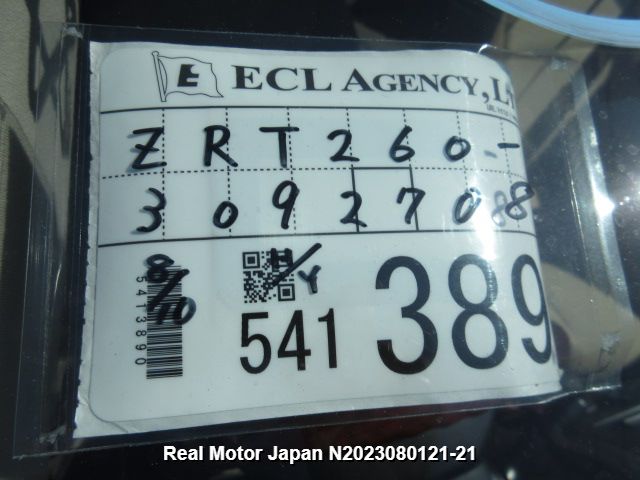 E ECL AGENCY,L
ZRT260-
3092708
8/10
H/Y
5413890
541 389
Real Motor Japan N2023080121-21